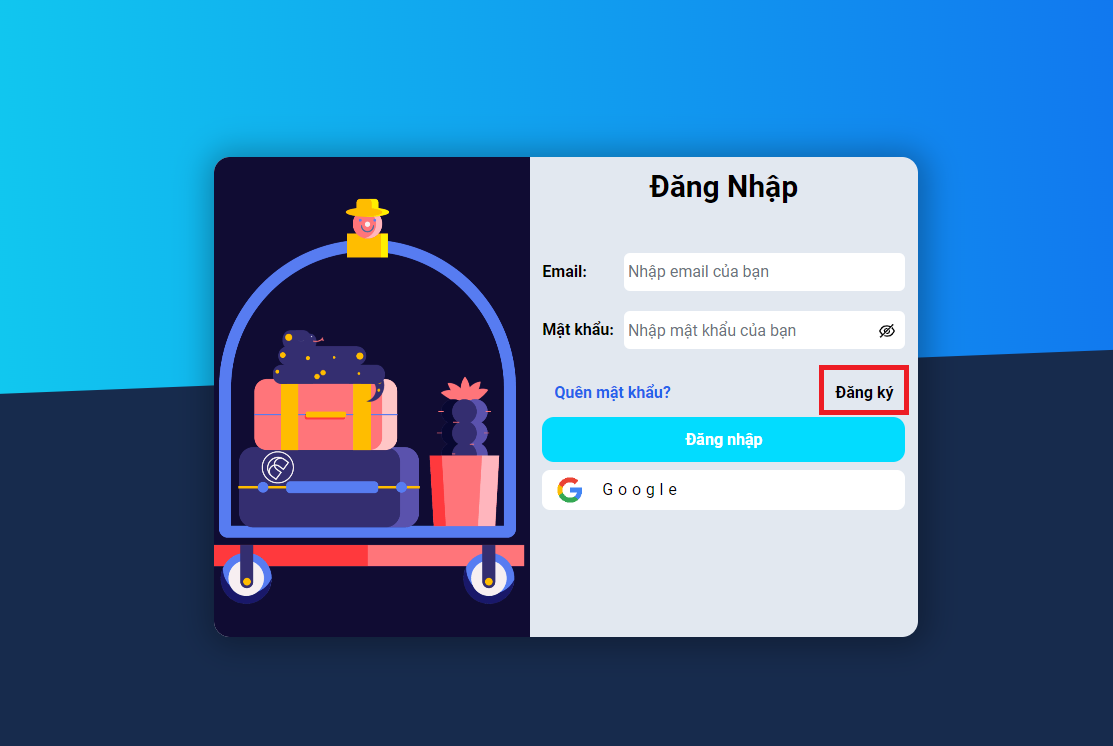 Đăng Nhập
Email: Nhập email của bạn
Mật khẩu: Nhập mật khẩu của bạn
Quên mật khẩu? Đăng ký
Đăng nhập
Google